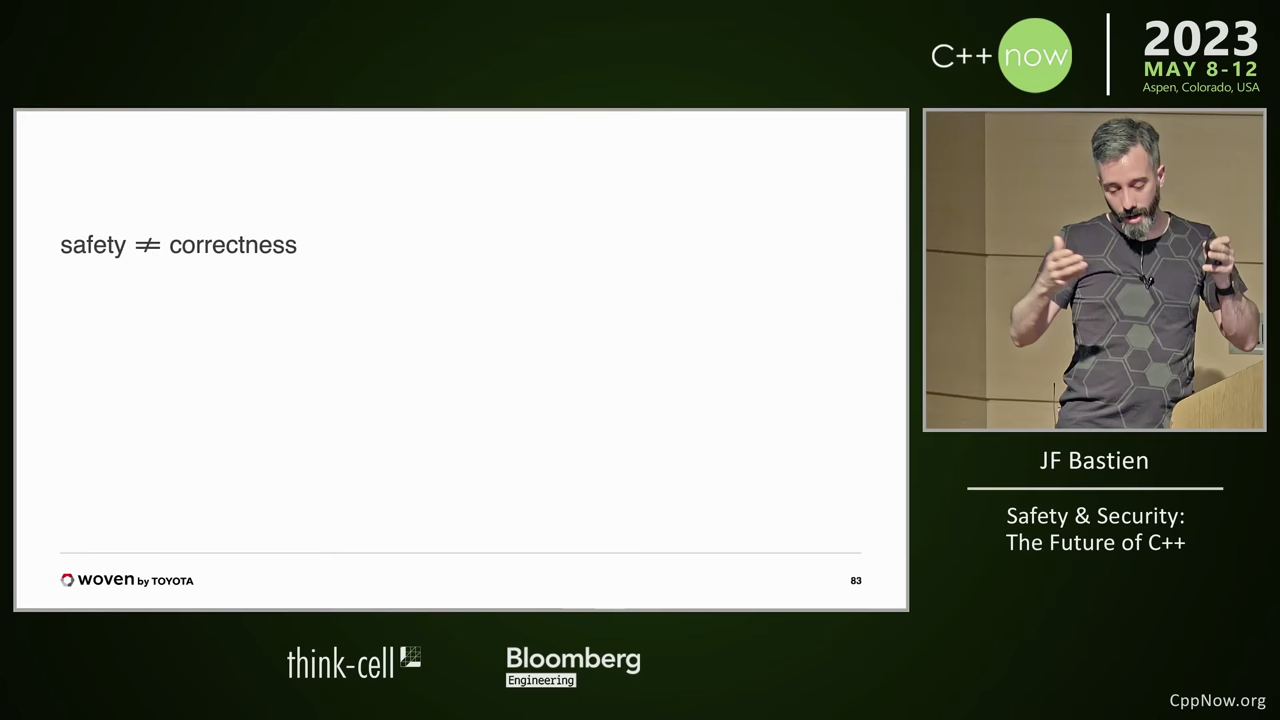 C++ now
2023
MAY 8-12
Aspen, Colorado, USA
safety ≠ correctness
woven by TOYOTA
83
JF Bastien
Safety & Security:
The Future of C++
think-cell
Bloomberg
Engineering
CppNow.org